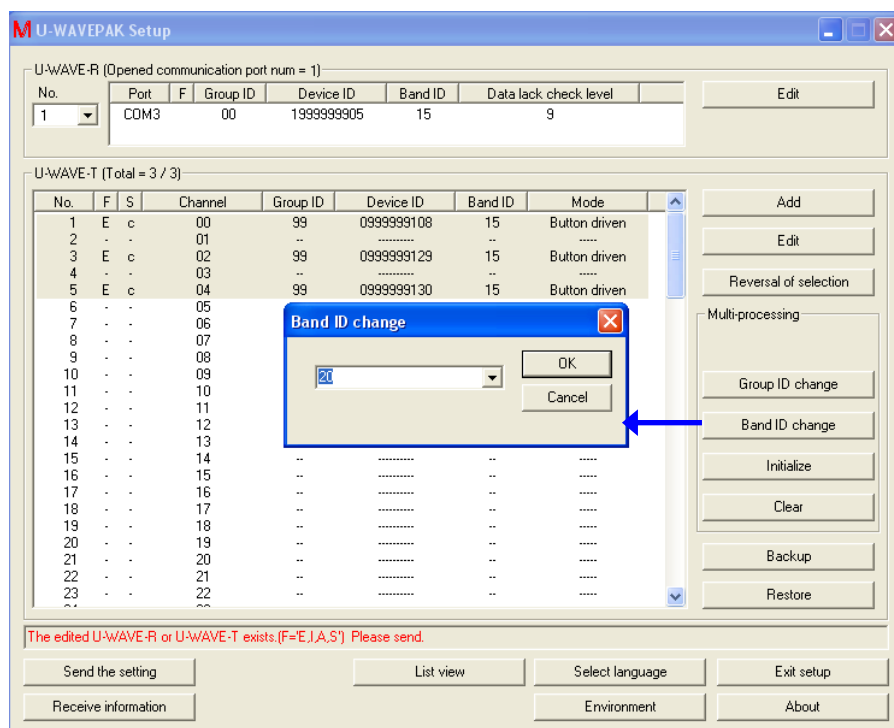 M U-WAVEPAK Setup
U-WAVE-R (Opened communication port num = 1)
No. Port F Group ID Device ID Band ID Data lack check level
1 COM3 00 1999999905 15 9
Edit
U-WAVE-T (Total = 3 / 3)
No. F S Channel Group ID Device ID Band ID Mode
1 E c 00 99 0999999108 15 Button driven
2 - - 01 -- ---------- -- -----
3 E c 02 99 0999999129 15 Button driven
4 - - 03 -- ---------- -- -----
5 E c 04 99 0999999130 15 Button driven
6 - - 05
7 - - 06
8 - - 07
9 - - 08
10 - - 09
11 - - 10
12 - - 11
13 - - 12
14 - - 13
15 - - 14 -- ---------- -- -----
16 - - 15 -- ---------- -- -----
17 - - 16 -- ---------- -- -----
18 - - 17 -- ---------- -- -----
19 - - 18 -- ---------- -- -----
20 - - 19 -- ---------- -- -----
21 - - 20 -- ---------- -- -----
22 - - 21 -- ---------- -- -----
23 - - 22 -- ---------- -- -----
Band ID change
20
OK
Cancel
Add
Edit
Reversal of selection
Multi-processing
Group ID change
Band ID change
Initialize
Clear
Backup
Restore
The edited U-WAVE-R or U-WAVE-T exists.(F='E,I,A,S') Please send.
Send the setting
List view
Select language
Exit setup
Receive information
Environment
About